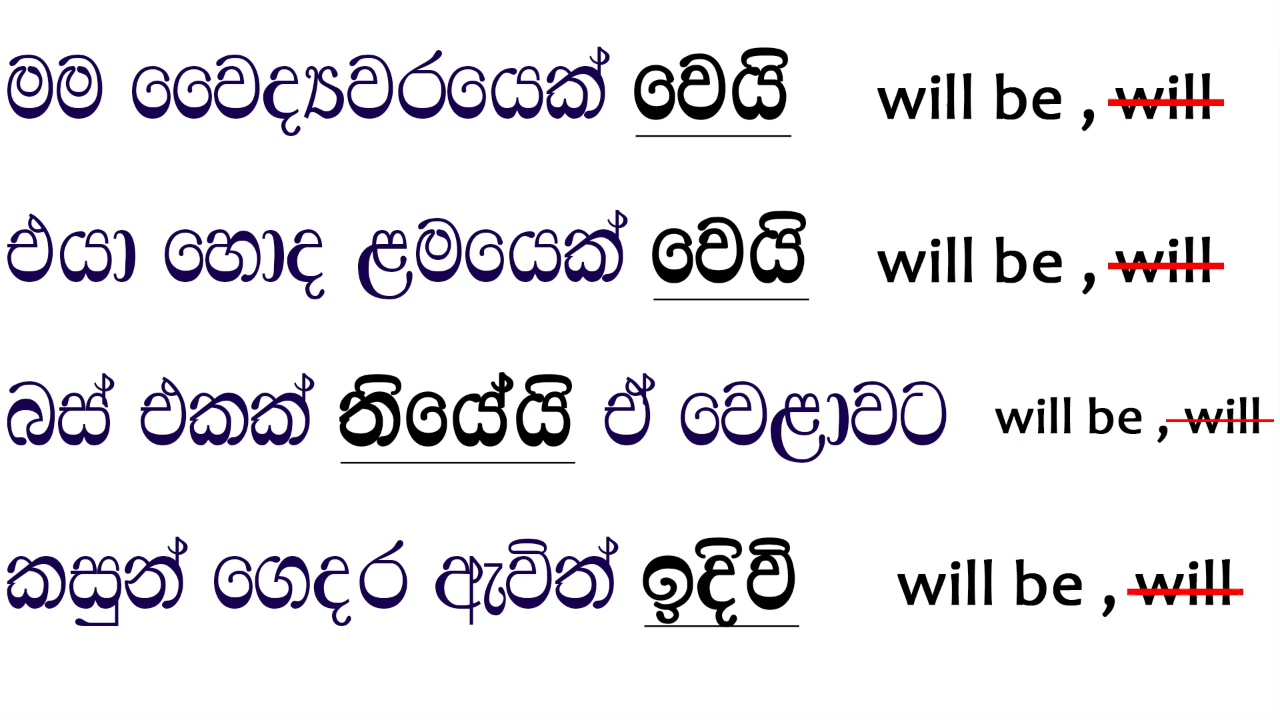 මම වෛද්‍යවරයෙක් වෙයි will be , will
එයා හොද ළමයෙක් වෙයි will be , will
බස් එකක් තියේයි ඒ වෙළාවට will be , will
කසුන් ගෙදර ඇවිත් ඉදිවි will be , will